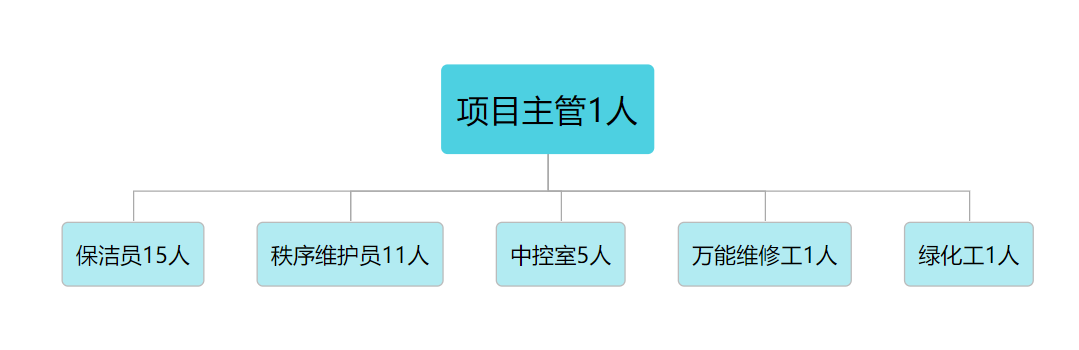 项目主管1人
保洁员15人
秩序维护员11人
中控室5人
万能维修工1人
绿化工1人